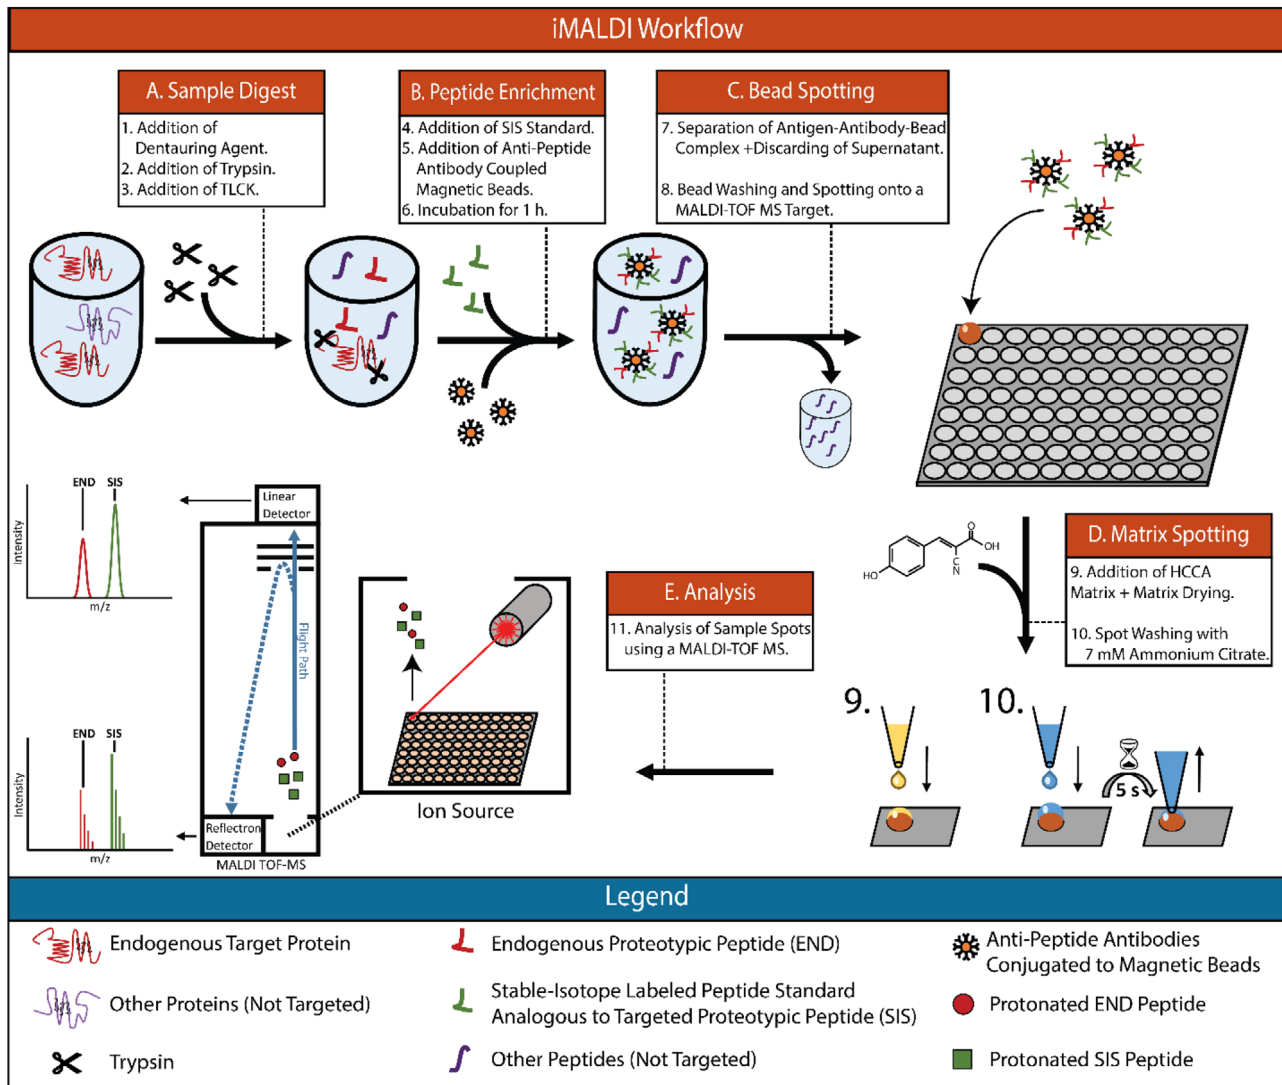 iMALDI Workflow
A. Sample Digest
1. Addition of
Dentauring Agent.
2. Addition of Trypsin.
3. Addition of TLCK.
B. Peptide Enrichment
4. Addition of SIS Standard.
5. Addition of Anti-Peptide
Antibody Coupled
Magnetic Beads.
6. Incubation for 1 h.
C. Bead Spotting
7. Separation of Antigen-Antibody-Bead
Complex +Discarding of Supernatant.
8. Bead Washing and Spotting onto a
MALDI-TOF MS Target.
D. Matrix Spotting
9. Addition of HCCA
Matrix + Matrix Drying.
10. Spot Washing with
7 mM Ammonium Citrate.
HO
O
OH
C
N
9.
10.
5 s
E. Analysis
11. Analysis of Sample Spots
using a MALDI-TOF MS.
Ion Source
Linear
Detector
Flight Path
Reflectron
Detector
MALDI TOF-MS
END SIS
Intensity
m/z
END SIS
Intensity
m/z
Legend
Endogenous Target Protein
Other Proteins (Not Targeted)
Trypsin
Endogenous Proteotypic Peptide (END)
Stable-Isotope Labeled Peptide Standard
Analogous to Targeted Proteotypic Peptide (SIS)
Other Peptides (Not Targeted)
Anti-Peptide Antibodies
Conjugated to Magnetic Beads
Protonated END Peptide
Protonated SIS Peptide